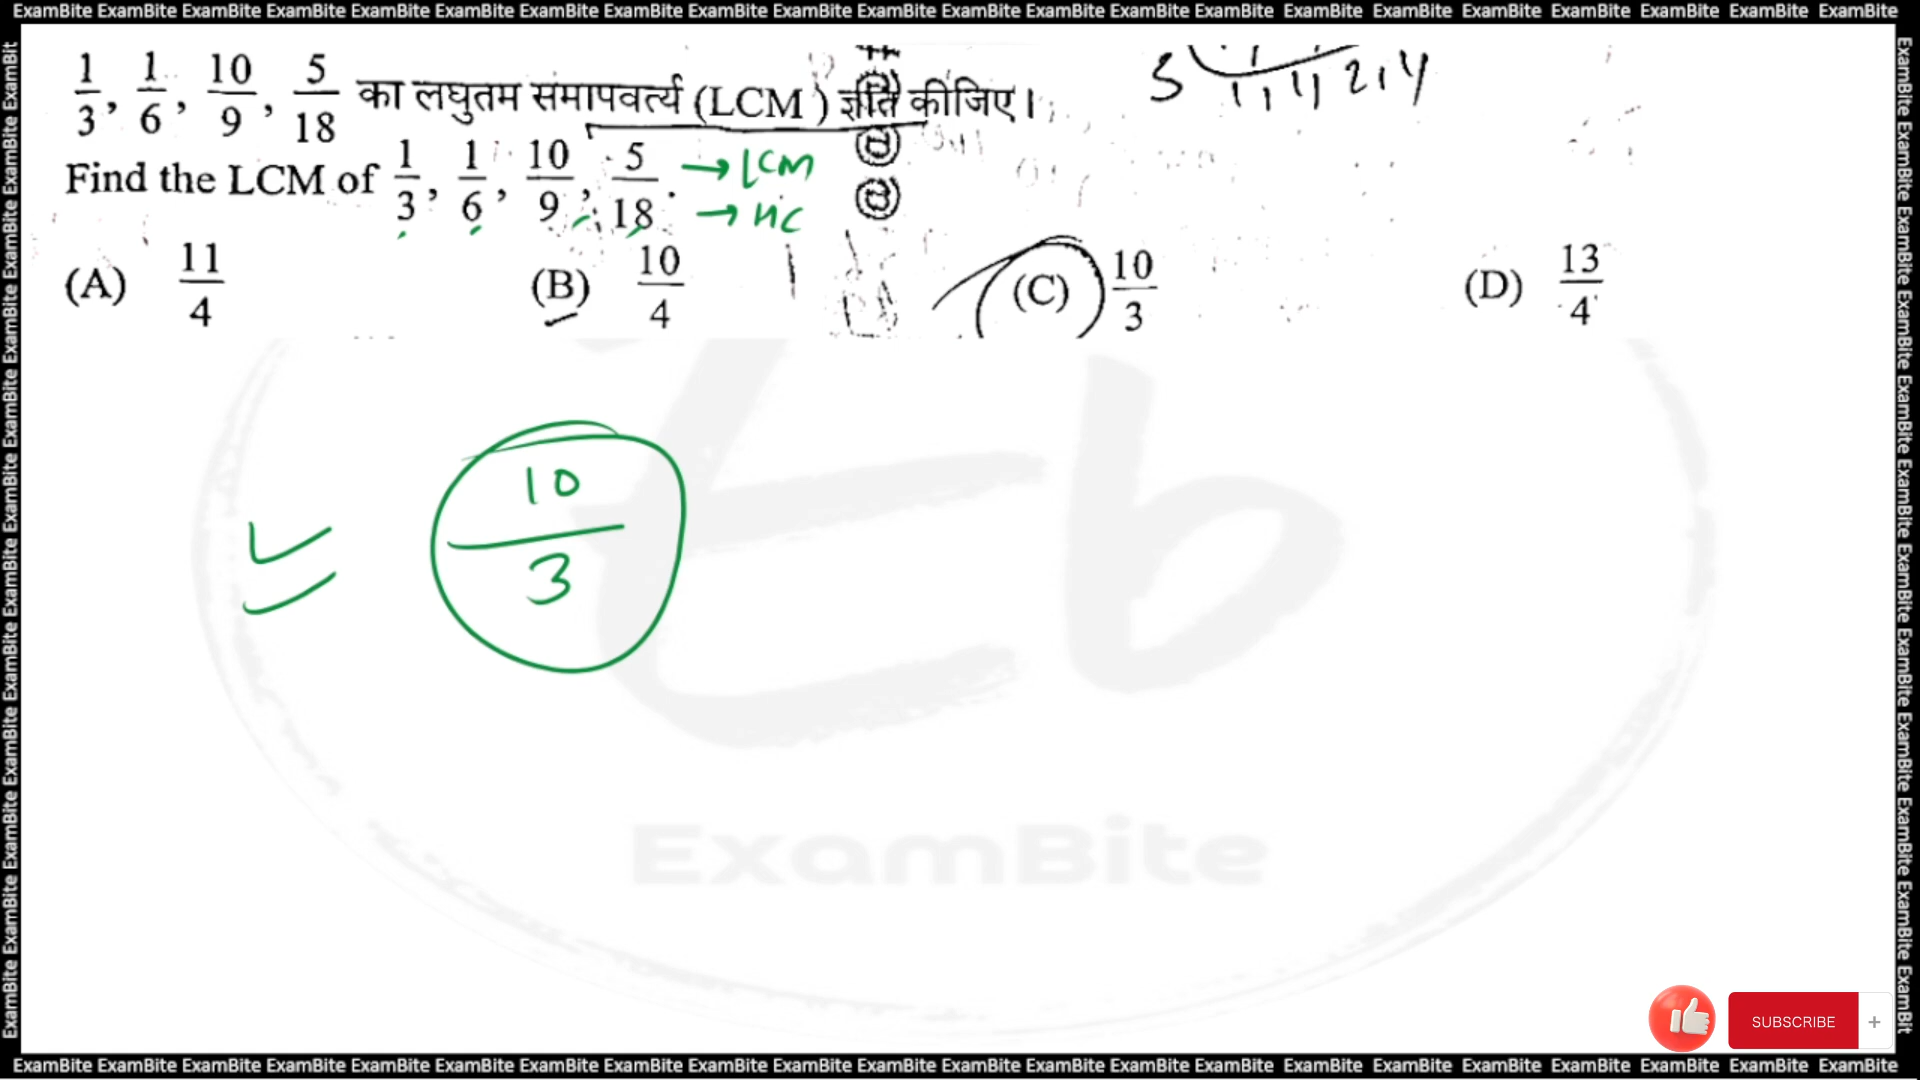 ExamBite ExamBite ExamBite ExamBite ExamBite ExamBite ExamBite ExamBite ExamBite ExamBite ExamBite ExamBite ExamBite ExamBite ExamBite ExamBite ExamBite ExamBite ExamBite ExamBite ExamBite ExamBite
1/3, 1/6, 10/9, 5/18 का लघुतम समापवर्त्य (LCM) ज्ञात कीजिए।
Find the LCM of 1/3, 1/6, 10/9, 5/18.
→ LCM
→ HC
(A) 11/4 (B) 10/4 (C) 10/3 (D) 13/4
10/3
Eb
ExamBite
SUBSCRIBE +
ExamBite ExamBite ExamBite ExamBite ExamBite ExamBite ExamBite ExamBite ExamBite ExamBite ExamBite ExamBite ExamBite ExamBite ExamBite ExamBite ExamBite ExamBite ExamBite ExamBite ExamBite ExamBite